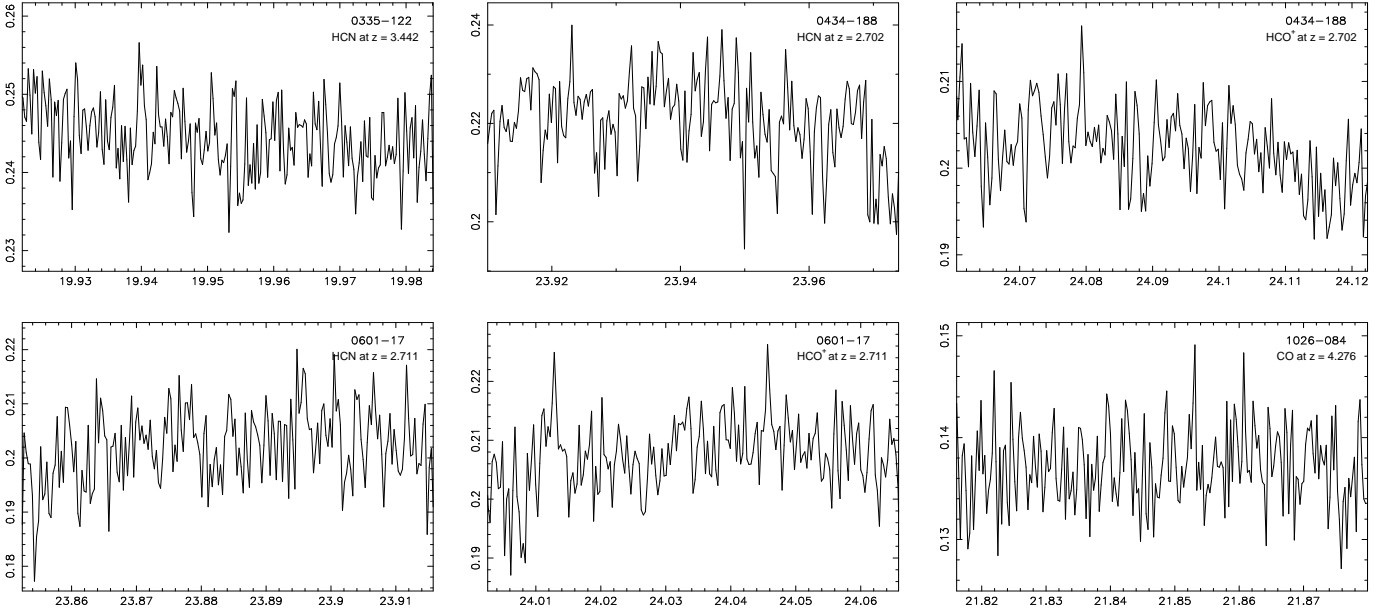 0335−122
HCN at z = 3.442
0.26
0.25
0.24
0.23
19.93 19.94 19.95 19.96 19.97 19.98
0434−188
HCN at z = 2.702
0.24
0.22
0.2
23.92 23.94 23.96
0434−188
HCO+ at z = 2.702
0.21
0.2
0.19
24.07 24.08 24.09 24.1 24.11 24.12
0601−17
HCN at z = 2.711
0.22
0.21
0.2
0.19
0.18
23.86 23.87 23.88 23.89 23.9 23.91
0601−17
HCO+ at z = 2.711
0.22
0.21
0.2
0.19
24.01 24.02 24.03 24.04 24.05 24.06
1026−084
CO at z = 4.276
0.15
0.14
0.13
21.82 21.83 21.84 21.85 21.86 21.87